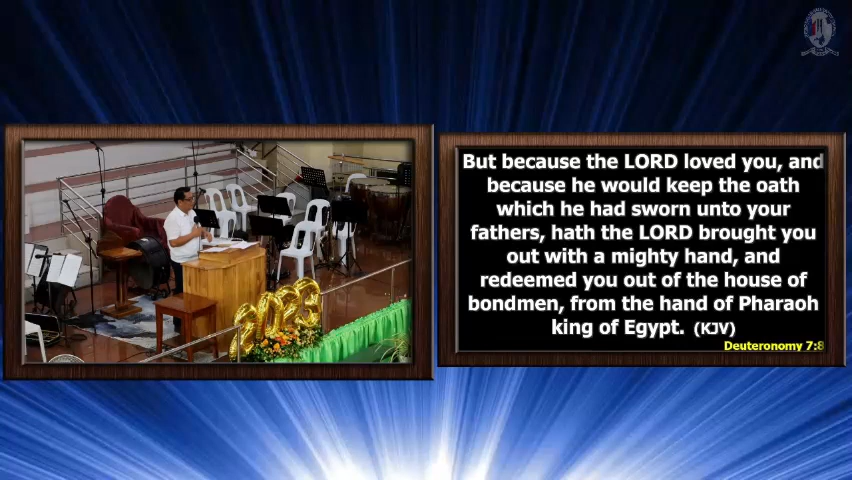 But because the LORD loved you, and
because he would keep the oath
which he had sworn unto your
fathers, hath the LORD brought you
out with a mighty hand, and
redeemed you out of the house of
bondmen, from the hand of Pharaoh
king of Egypt. (KJV)
Deuteronomy 7:8
2023